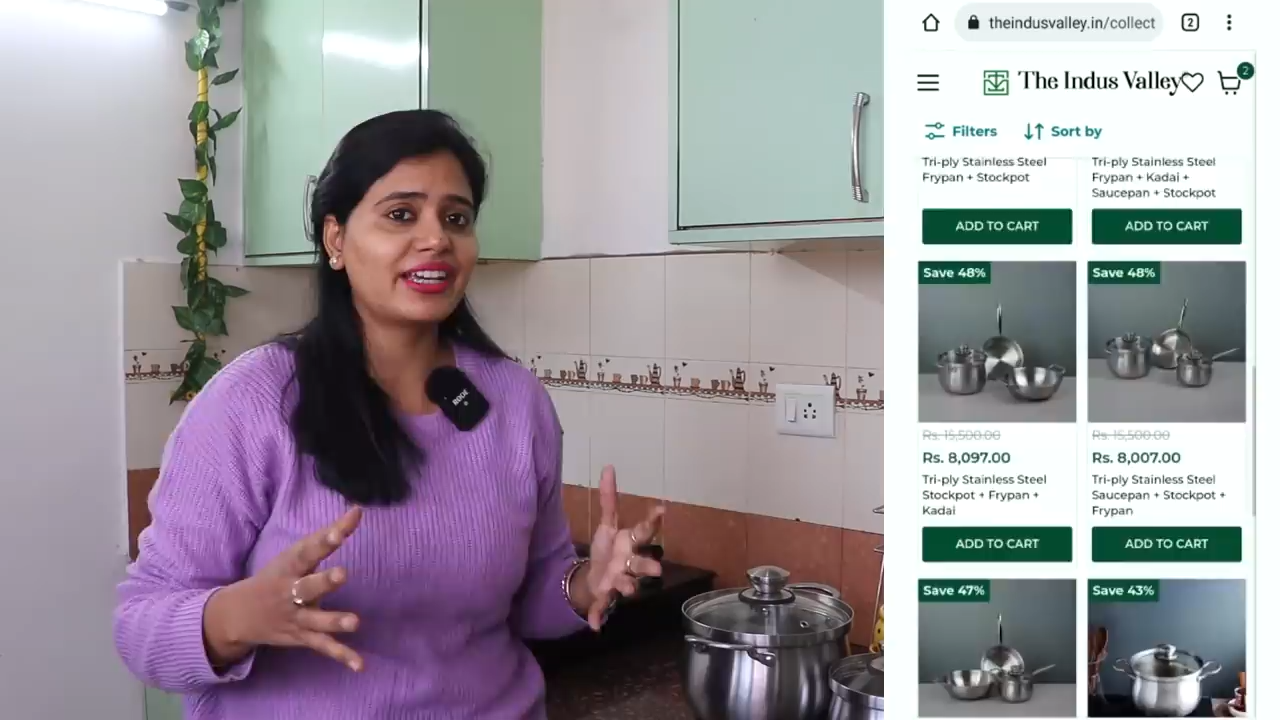 RODE
theindusvalley.in/collect
2
The Indus Valley
2
Filters
Sort by
Tri-ply Stainless Steel
Frypan + Stockpot
Tri-ply Stainless Steel
Frypan + Kadai +
Saucepan + Stockpot
ADD TO CART
ADD TO CART
Save 48%
Save 48%
Rs. 15,500.00
Rs. 15,500.00
Rs. 8,097.00
Rs. 8,007.00
Tri-ply Stainless Steel
Stockpot + Frypan +
Kadai
Tri-ply Stainless Steel
Saucepan + Stockpot +
Frypan
ADD TO CART
ADD TO CART
Save 47%
Save 43%